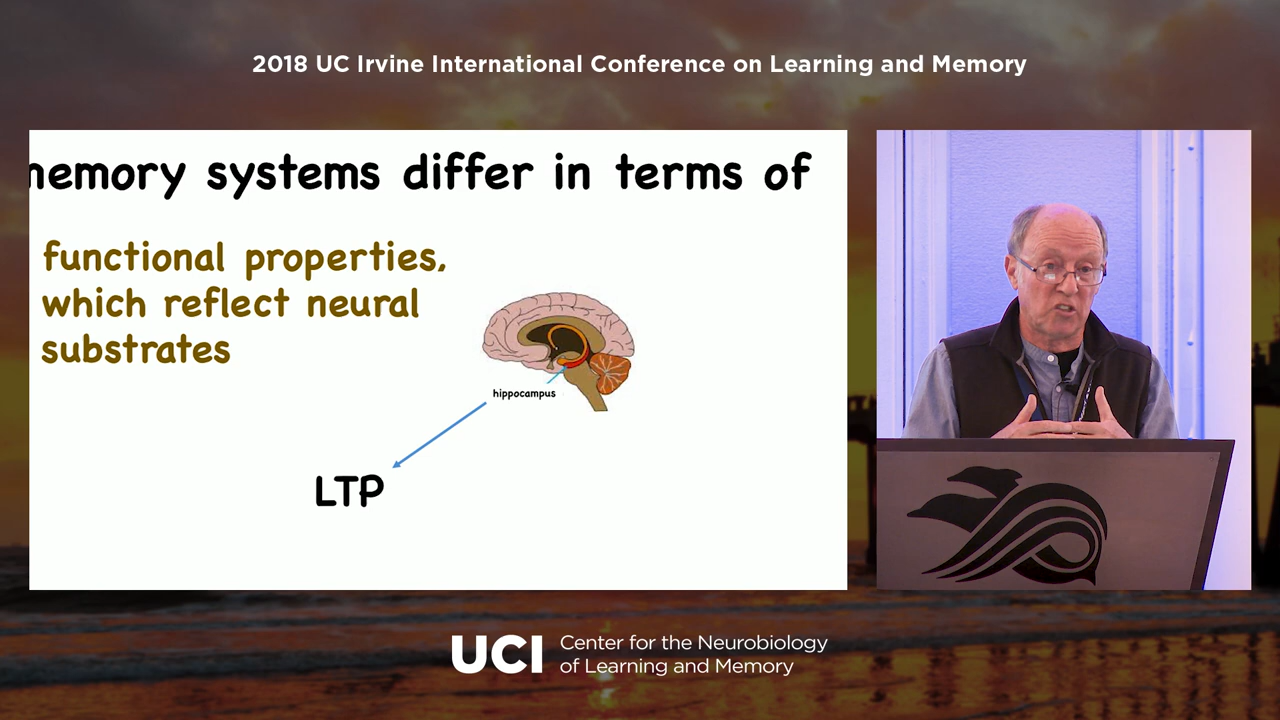 2018 UC Irvine International Conference on Learning and Memory
memory systems differ in terms of
functional properties,
which reflect neural
substrates
hippocampus
LTP
UCI
Center for the Neurobiology
of Learning and Memory